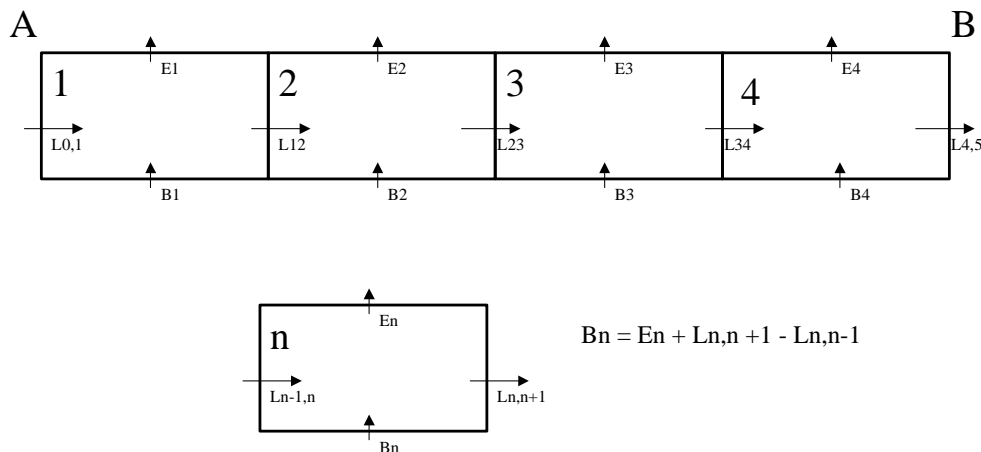 A B
E1 E2 E3 E4
1 2 3 4
L0,1 L12 L23 L34 L4,5
B1 B2 B3 B4
En
n Bn = En + Ln,n +1 - Ln,n-1
Ln-1,n Ln,n+1
Bn